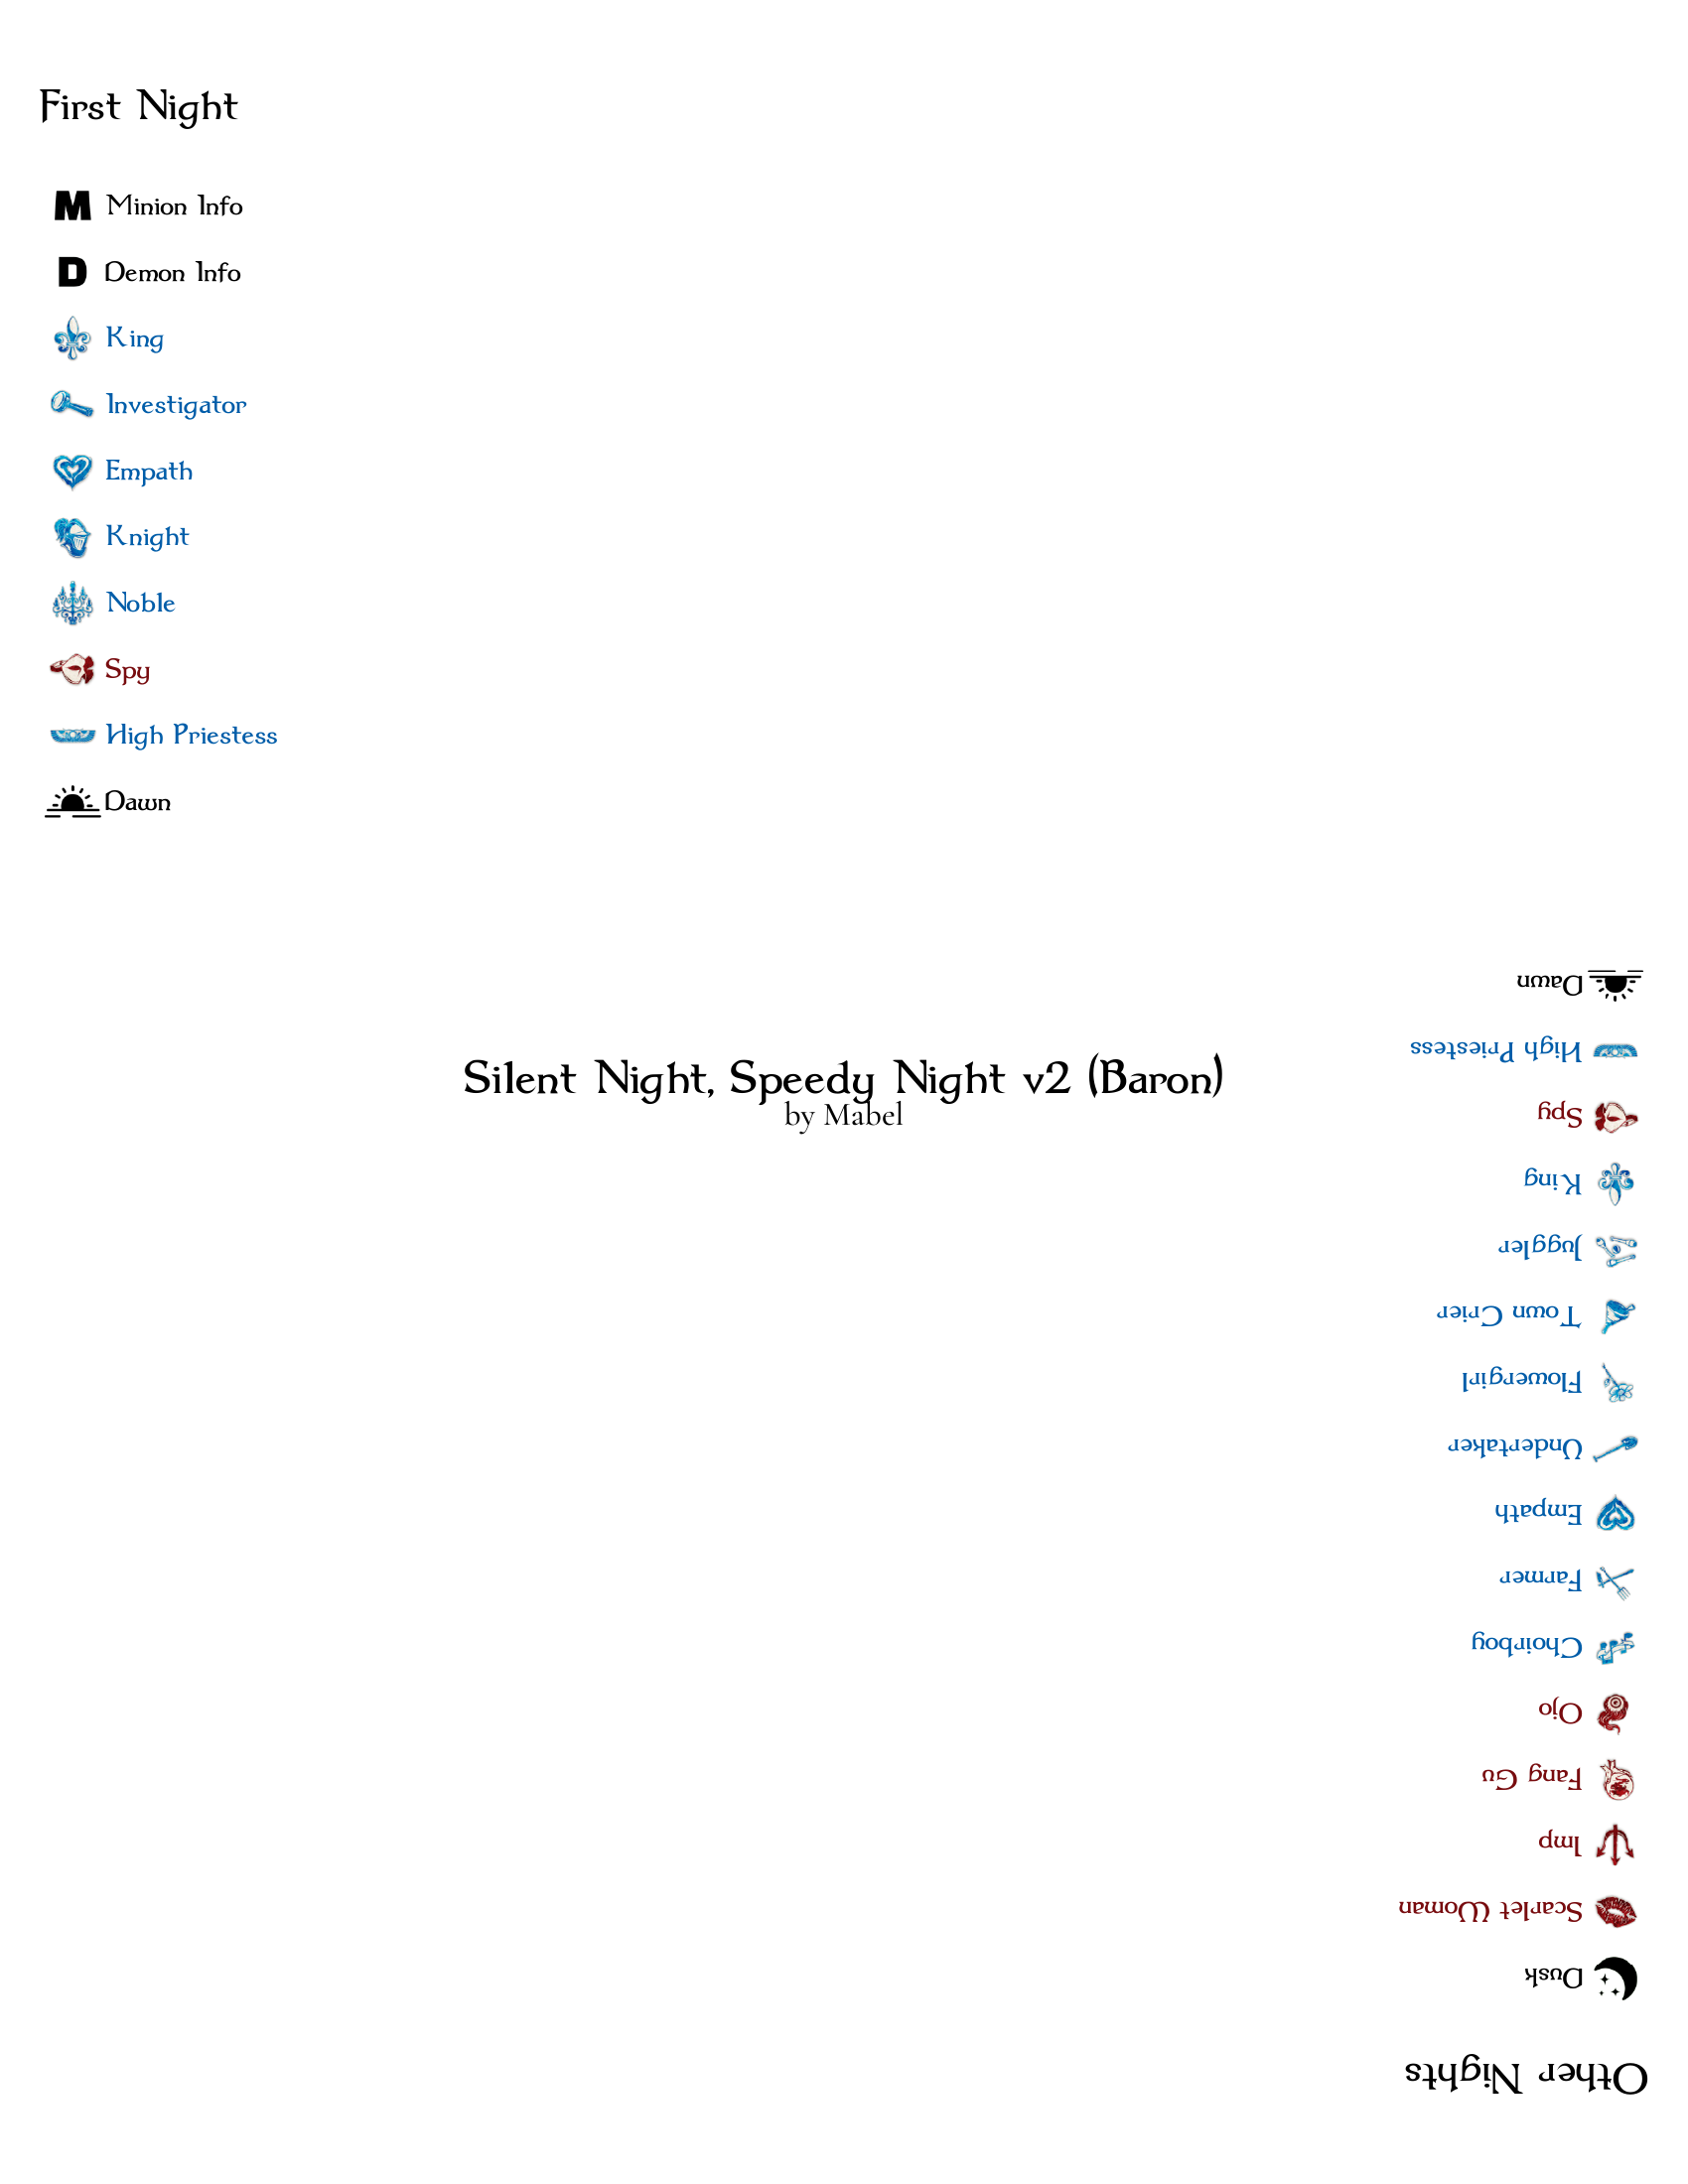 First Night
M Minion Info
D Demon Info
King
Investigator
Empath
Knight
Noble
Spy
High Priestess
Dawn
Silent Night, Speedy Night v2 (Baron)
by Mabel
Other Nights
Dusk
Scarlet Woman
Imp
Fang Gu
Ojo
Choirboy
Farmer
Empath
Undertaker
Flowergirl
Town Crier
Juggler
King
Spy
High Priestess
Dawn